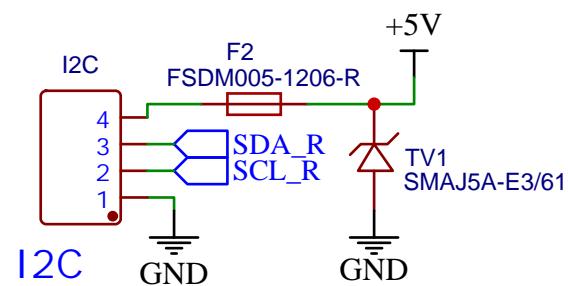 +5V
F2
I2C
FSDM005-1206-R
4
3
SDA_R
2
SCL_R
1
TV1
SMAJ5A-E3/61
I2C
GND
GND